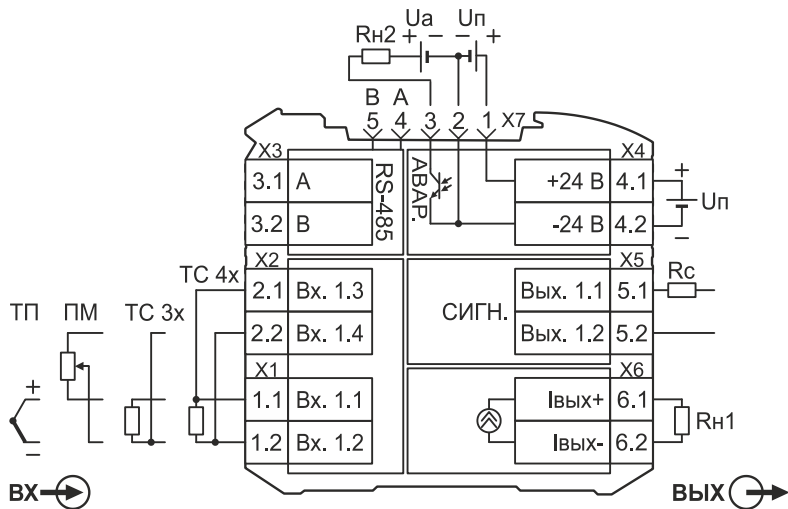 Uа Uп
Rн2 + − − +
B A
5 4 3 2 1 X7
X3 X4
3.1 A RS-485 АВАР. +24 В 4.1 +
3.2 B -24 В 4.2 − Uп
X2 X5
ТС 4х 2.1 Вх. 1.3 СИГН. Вых. 1.1 5.1 Rс
ТП ПМ ТС 3х 2.2 Вх. 1.4 Вых. 1.2 5.2
X1 X6
+ 1.1 Вх. 1.1 Iвых+ 6.1 Rн1
− 1.2 Вх. 1.2 Iвых- 6.2
ВХ ВЫХ